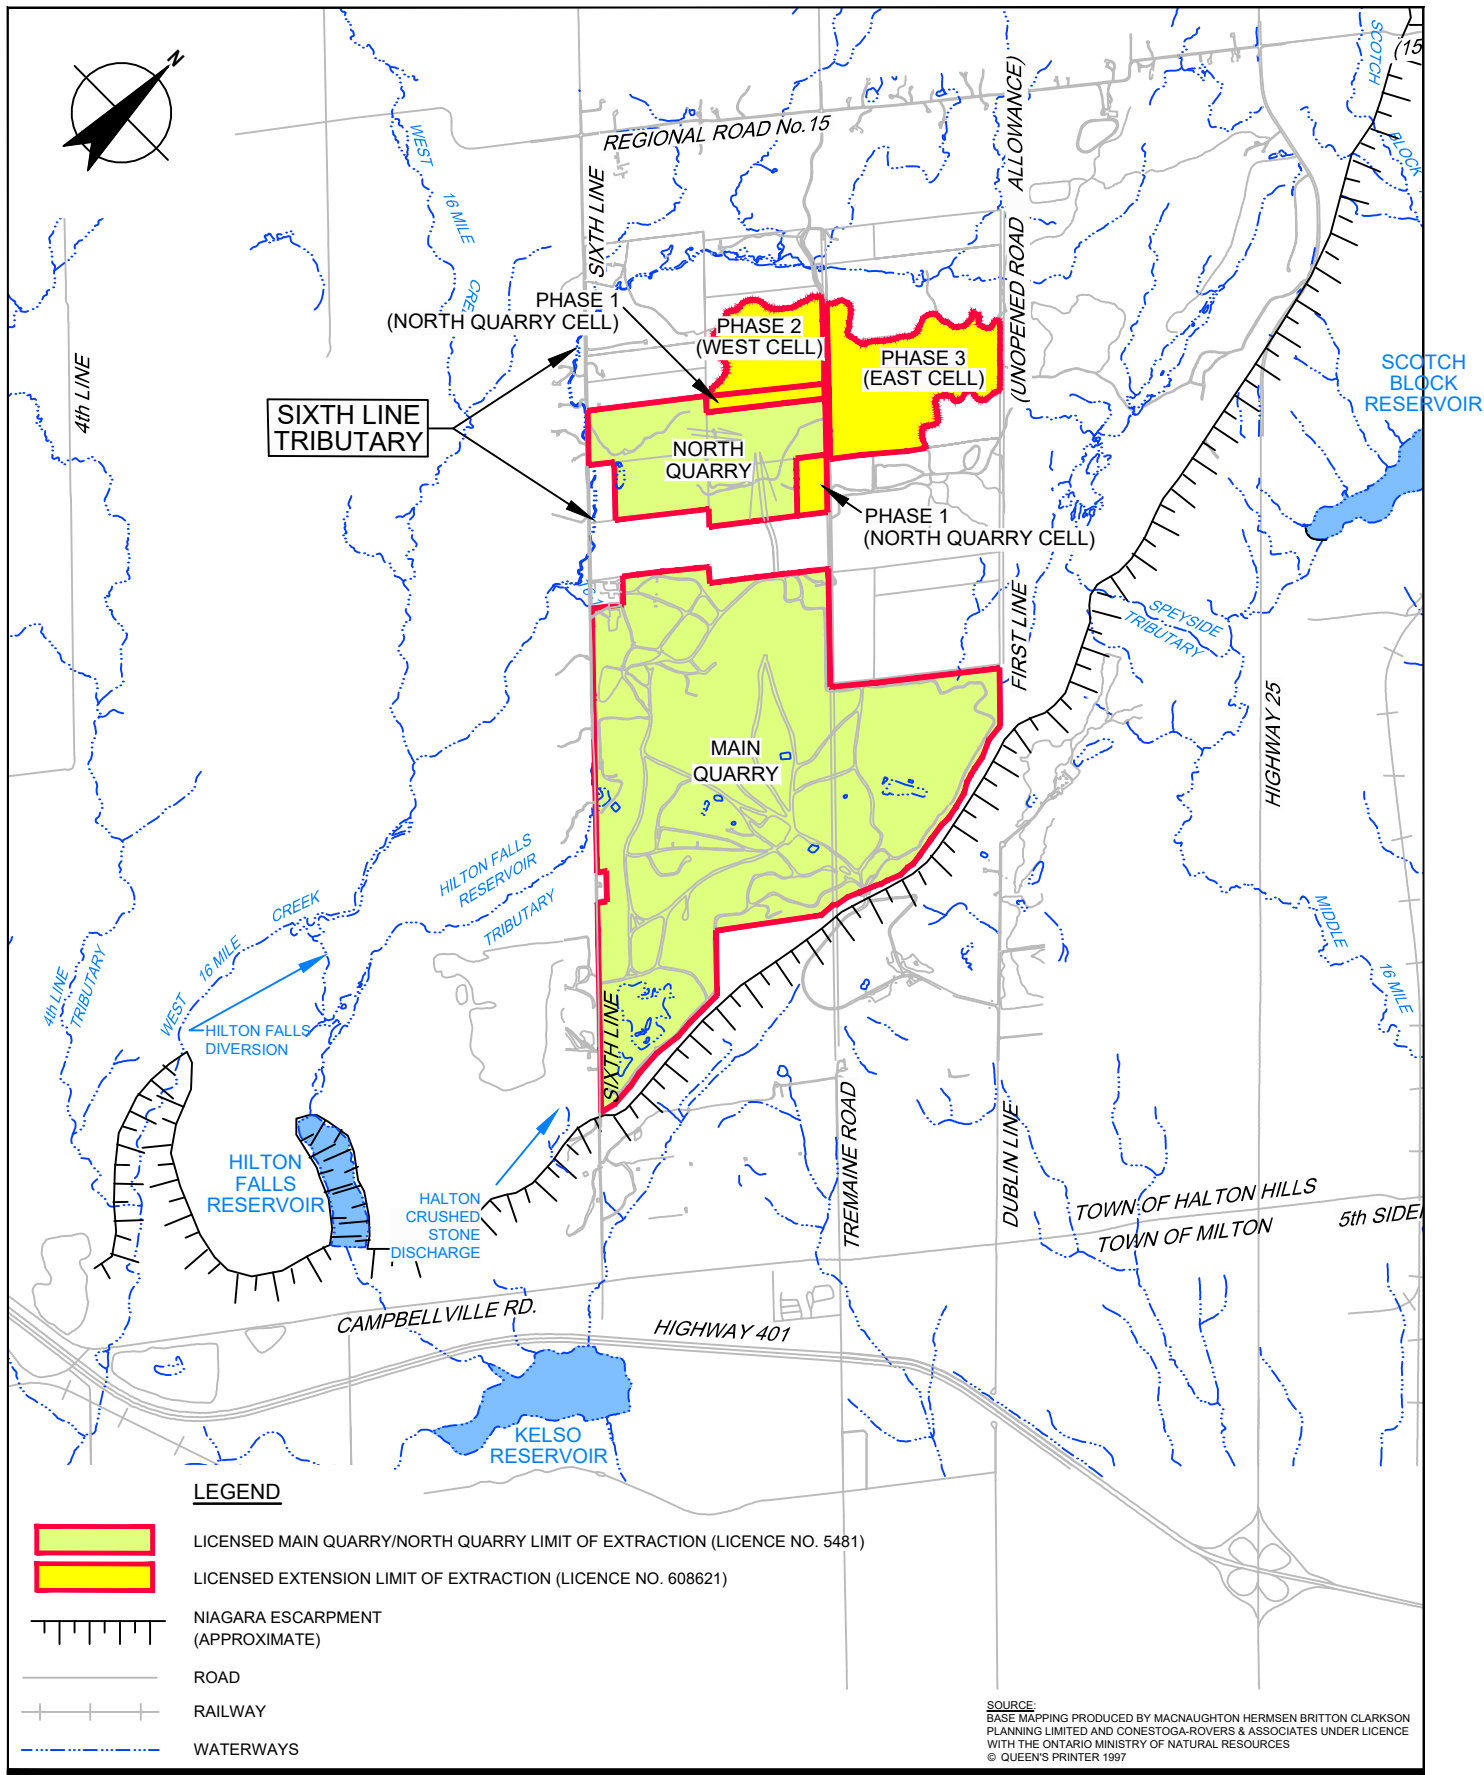 N
SCOTCH
BLOCK
(15
REGIONAL ROAD No.15
(UNOPENED ROAD ALLOWANCE)
WEST
16 MILE
CRE
SIXTH LINE
PHASE 1
(NORTH QUARRY CELL)
PHASE 2
(WEST CELL)
PHASE 3
(EAST CELL)
4th LINE
SCOTCH
BLOCK
RESERVOIR
SIXTH LINE
TRIBUTARY
NORTH
QUARRY
PHASE 1
(NORTH QUARRY CELL)
FIRST LINE
SPEYSIDE
TRIBUTARY
HIGHWAY 25
MAIN
QUARRY
HILTON FALLS
RESERVOIR
TRIBUTARY
CREEK
16 MILE
WEST
4th LINE
TRIBUTARY
MIDDLE
16 MILE
HILTON FALLS
DIVERSION
SIXTH LINE
TREMAINE ROAD
DUBLIN LINE
HILTON
FALLS
RESERVOIR
HALTON
CRUSHED
STONE
DISCHARGE
TOWN OF HALTON HILLS
TOWN OF MILTON
5th SIDE
CAMPBELLVILLE RD.
HIGHWAY 401
KELSO
RESERVOIR
LEGEND
LICENSED MAIN QUARRY/NORTH QUARRY LIMIT OF EXTRACTION (LICENCE NO. 5481)
LICENSED EXTENSION LIMIT OF EXTRACTION (LICENCE NO. 608621)
NIAGARA ESCARPMENT
(APPROXIMATE)
ROAD
RAILWAY
WATERWAYS
SOURCE:
BASE MAPPING PRODUCED BY MACNAUGHTON HERMSEN BRITTON CLARKSON
PLANNING LIMITED AND CONESTOGA-ROVERS & ASSOCIATES UNDER LICENCE
WITH THE ONTARIO MINISTRY OF NATURAL RESOURCES
© QUEEN'S PRINTER 1997